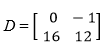 D = [ 0 - 1
16 12 ]